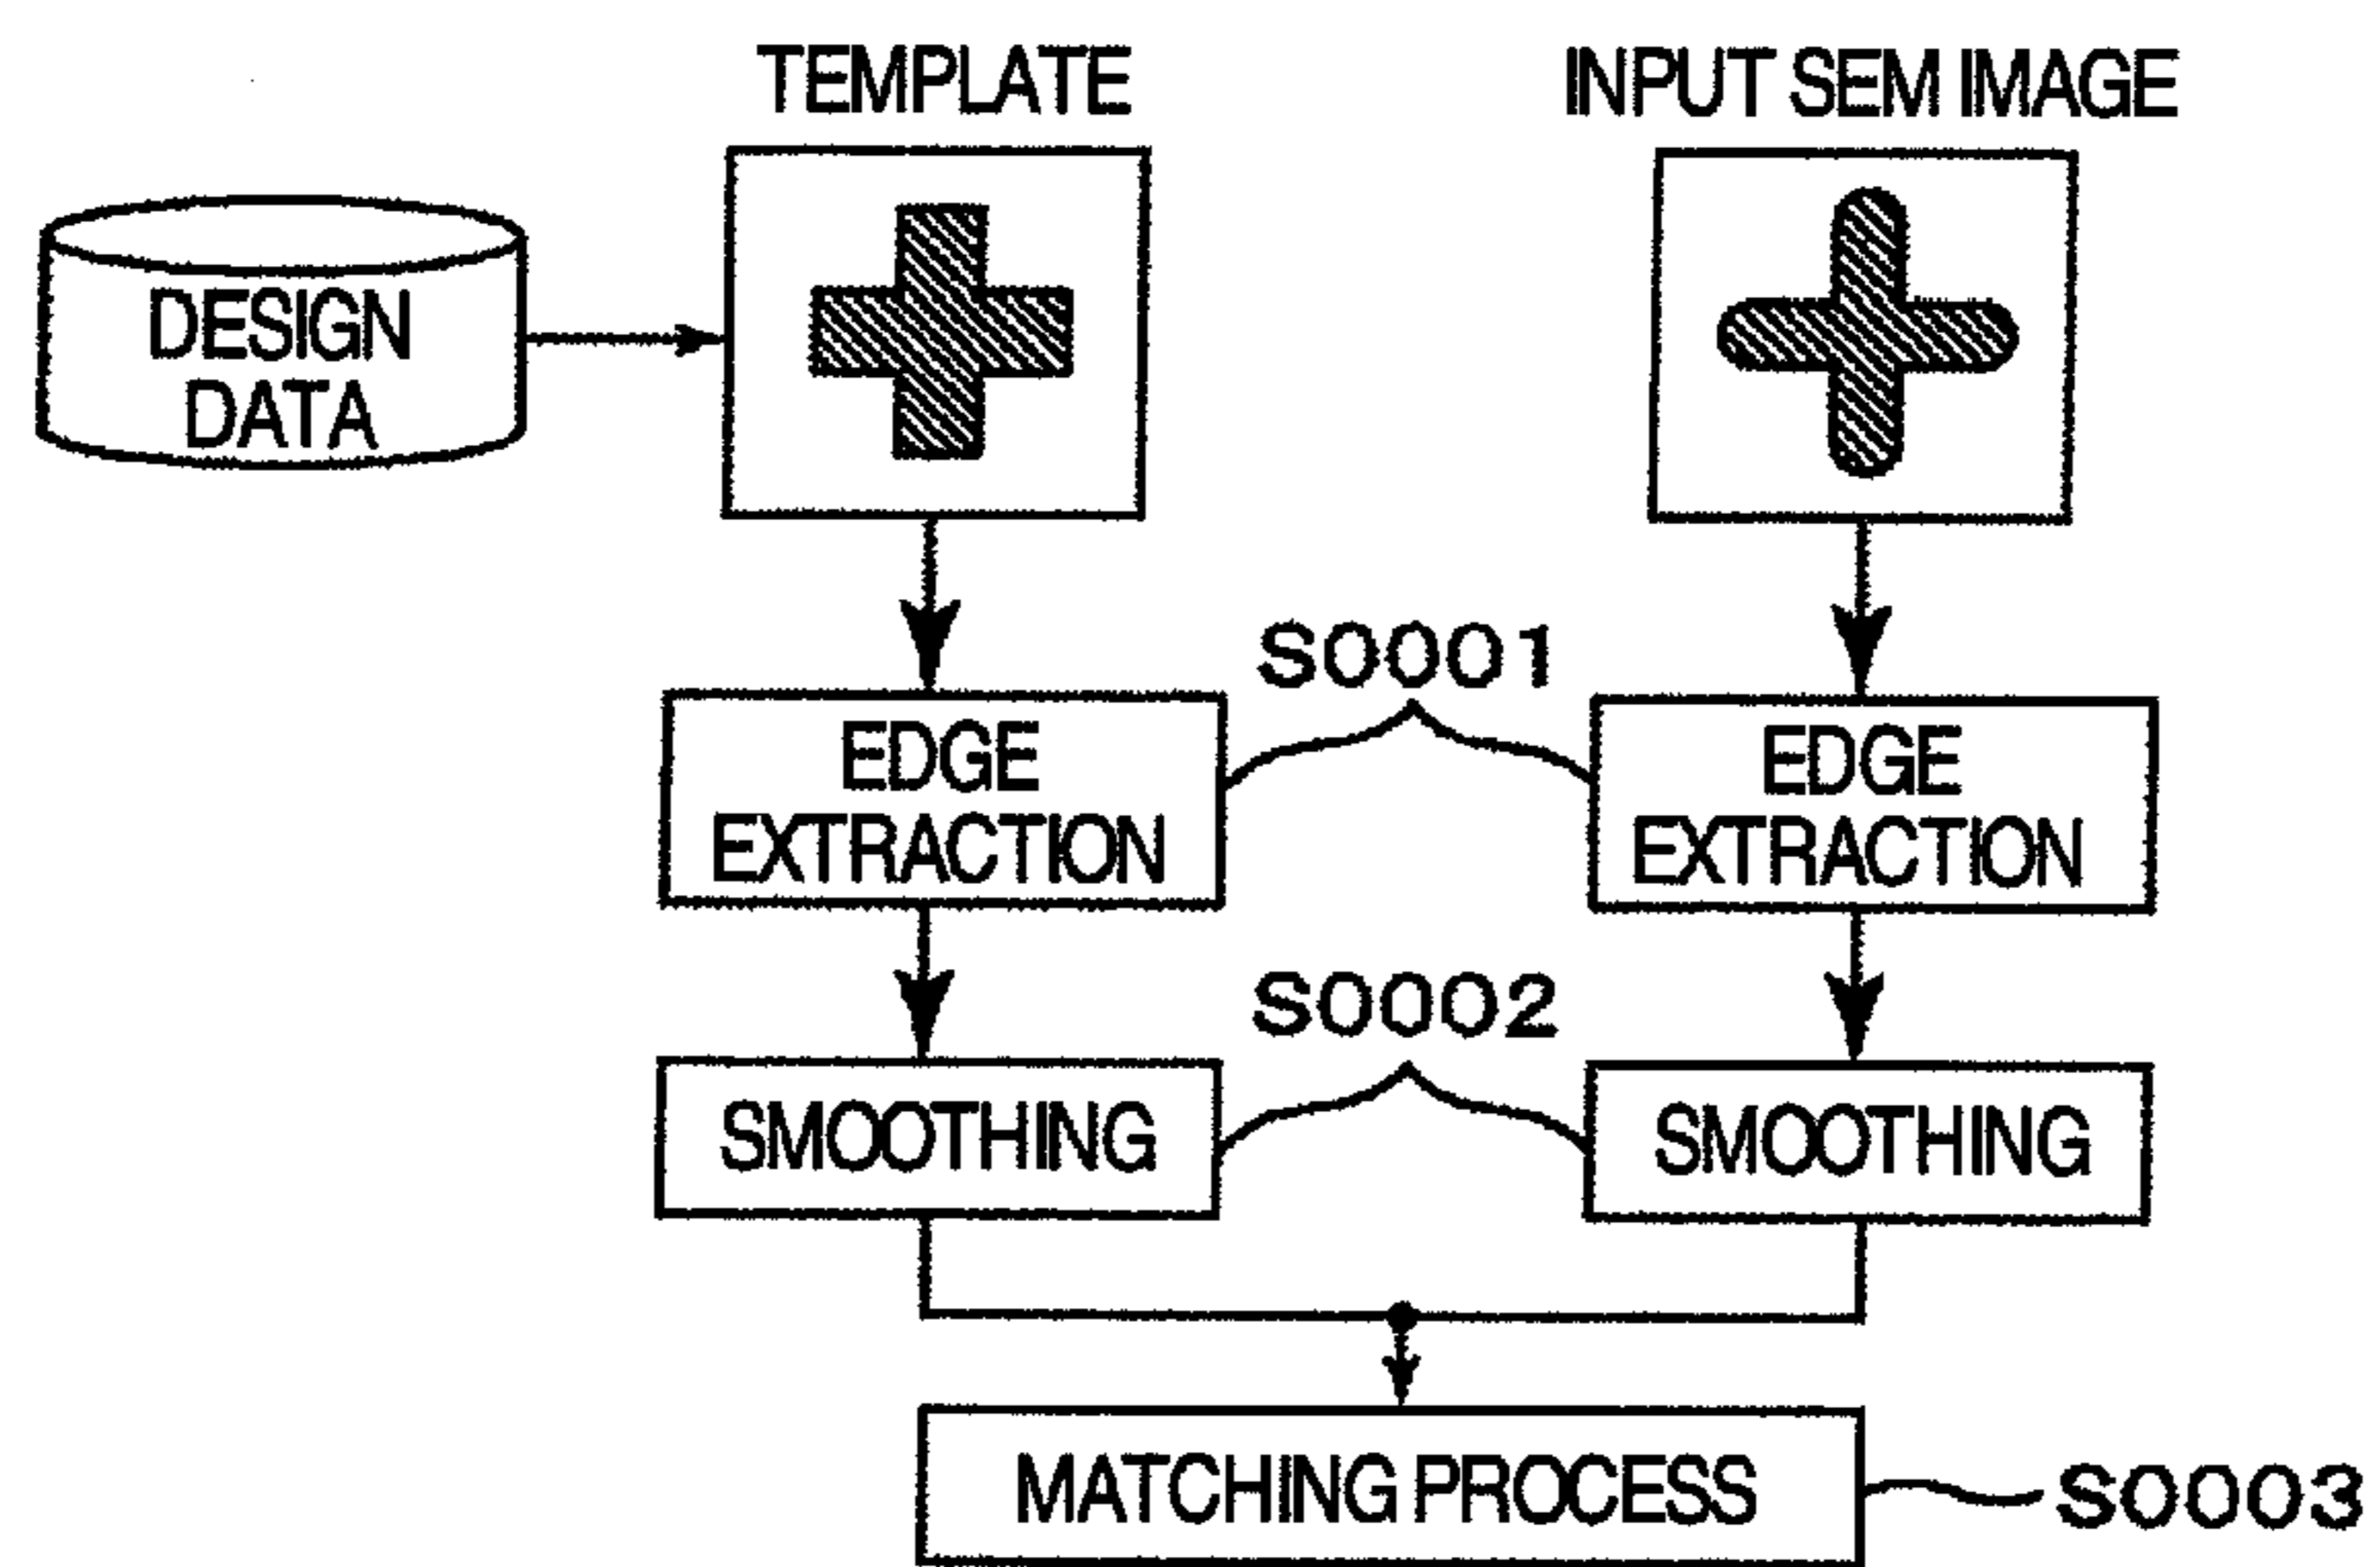 TEMPLATE
INPUT SEM IMAGE
DESIGN
DATA
S0001
EDGE
EXTRACTION
EDGE
EXTRACTION
S0002
SMOOTHING
SMOOTHING
MATCHING PROCESS
S0003